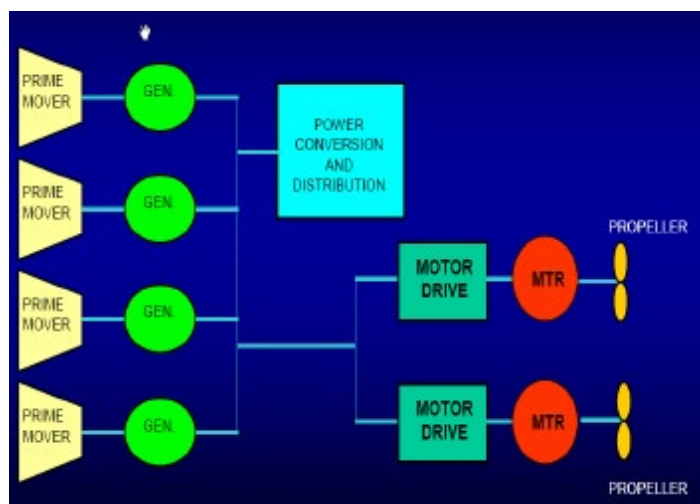 PRIME
MOVER
GEN.
POWER
CONVERSION
AND
DISTRIBUTION
PRIME
MOVER
GEN.
PROPELLER
MOTOR
DRIVE
MTR
PRIME
MOVER
GEN.
PRIME
MOVER
GEN.
MOTOR
DRIVE
MTR
PROPELLER